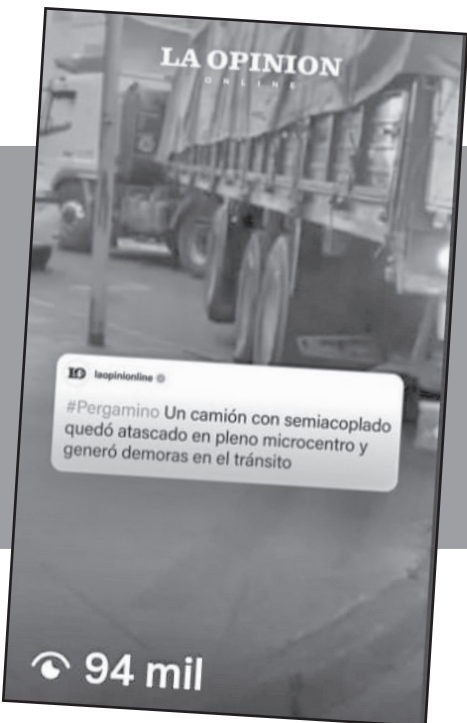 LA OPINION
ONLINE
LO laopinionline
#Pergamino Un camión con semiacoplado
quedó atascado en pleno microcentro y
generó demoras en el tránsito
94 mil